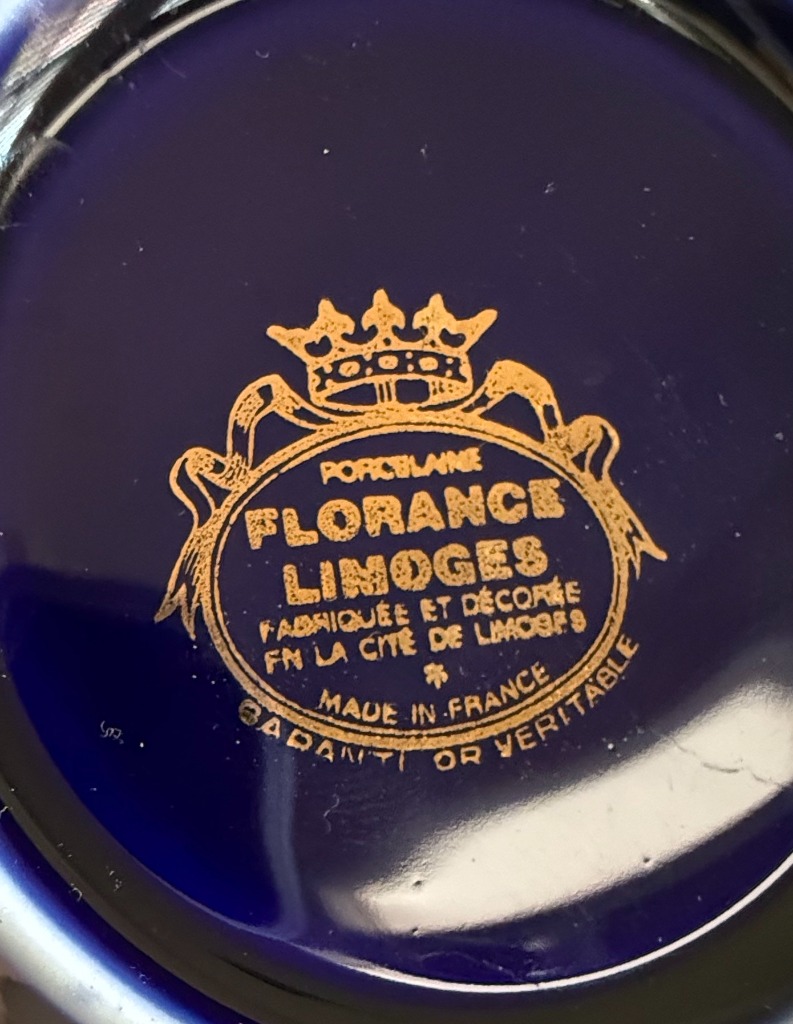 PORCELAINE
FLORANCE
LIMOGES
FABRIQUÉE ET DÉCORÉE
EN LA CITÉ DE LIMOGES
*
MADE IN FRANCE
GARANTI OR VERITABLE